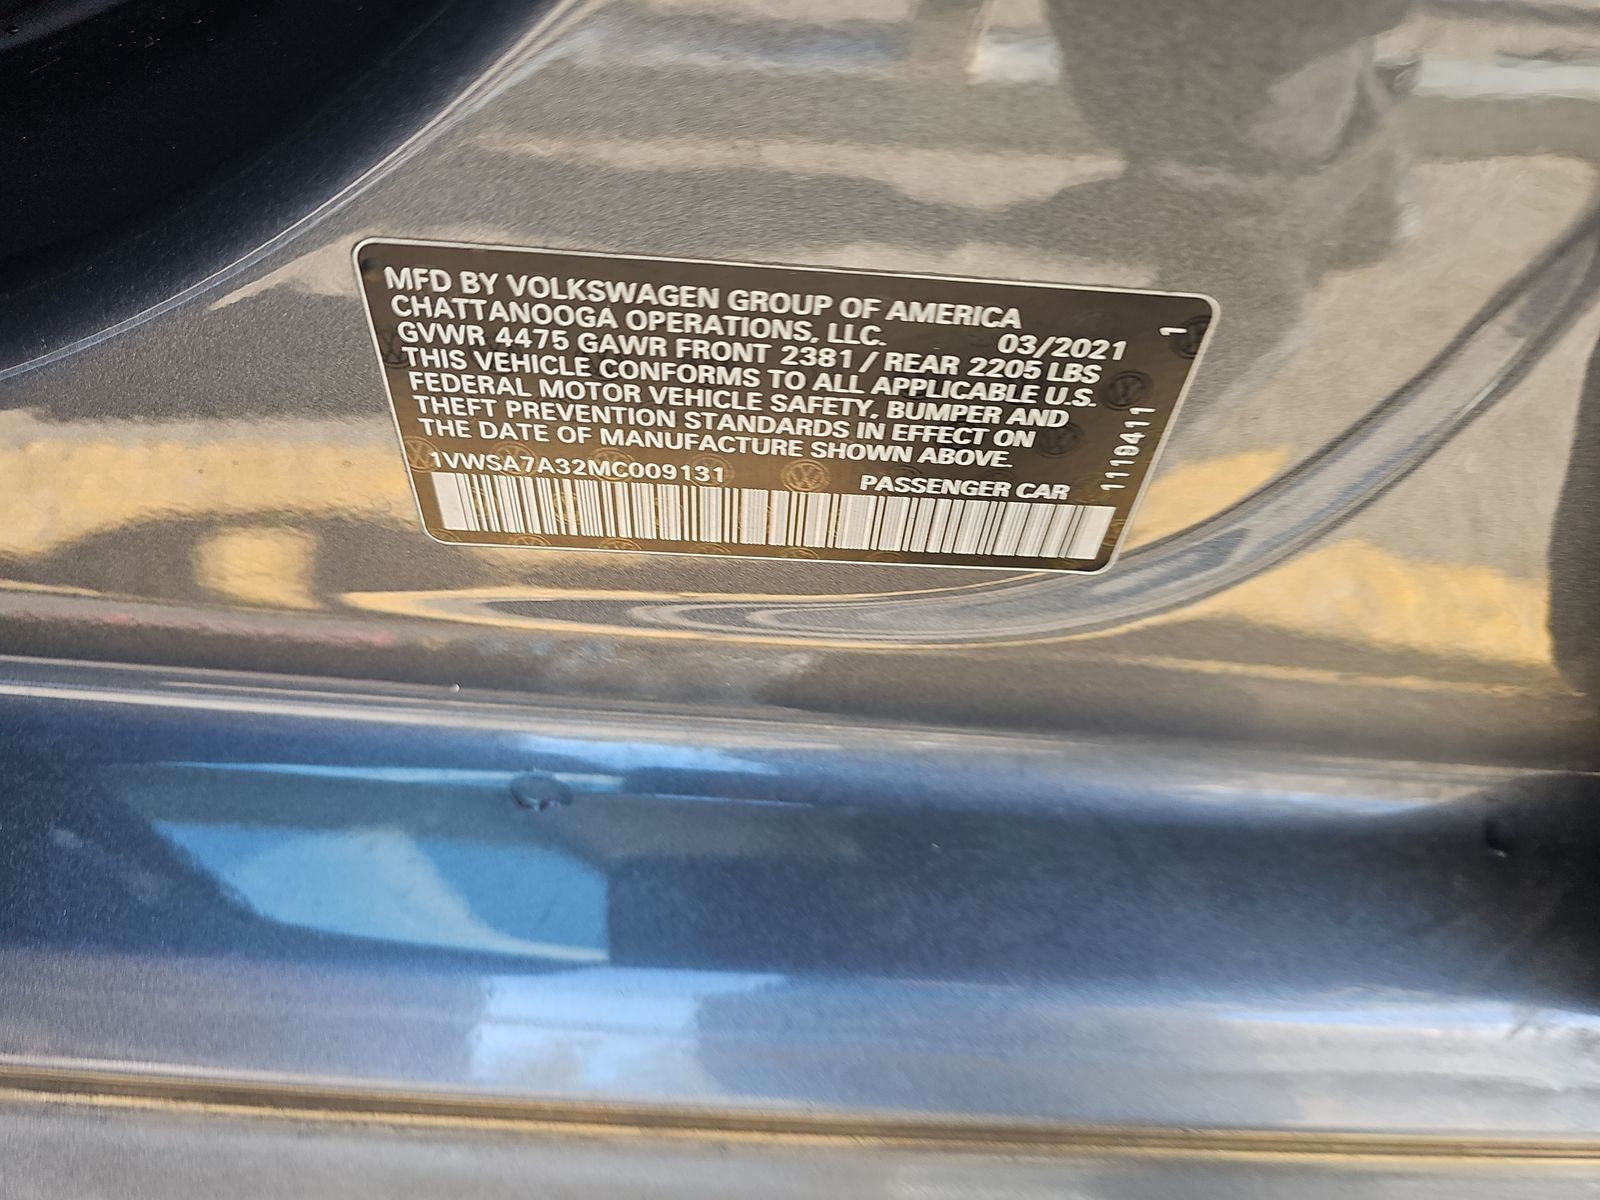 MFD BY VOLKSWAGEN GROUP OF AMERICA
CHATTANOOGA OPERATIONS, LLC.
03/2021
1
GVWR 4475 GAWR FRONT 2381 / REAR 2205 LBS
THIS VEHICLE CONFORMS TO ALL APPLICABLE U.S.
FEDERAL MOTOR VEHICLE SAFETY, BUMPER AND
THEFT PREVENTION STANDARDS IN EFFECT ON
THE DATE OF MANUFACTURE SHOWN ABOVE.
1VWSA7A32MC009131
PASSENGER CAR
1119411